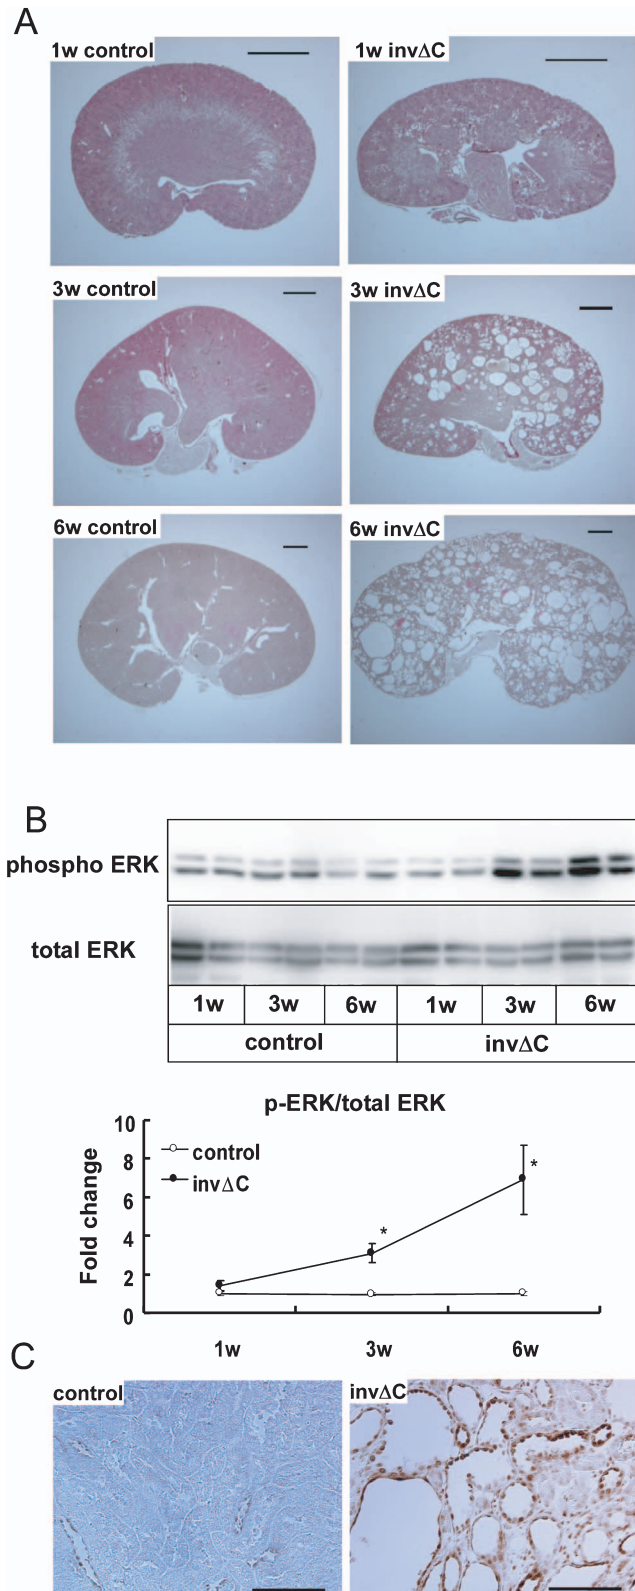 A
1w control
1w invΔC
3w control
3w invΔC
6w control
6w invΔC
B
phospho ERK
total ERK
1w 3w 6w 1w 3w 6w
control invΔC
p-ERK/total ERK
10
8
6
4
2
0
Fold change
control
invΔC
*
*
1w 3w 6w
C
control
invΔC